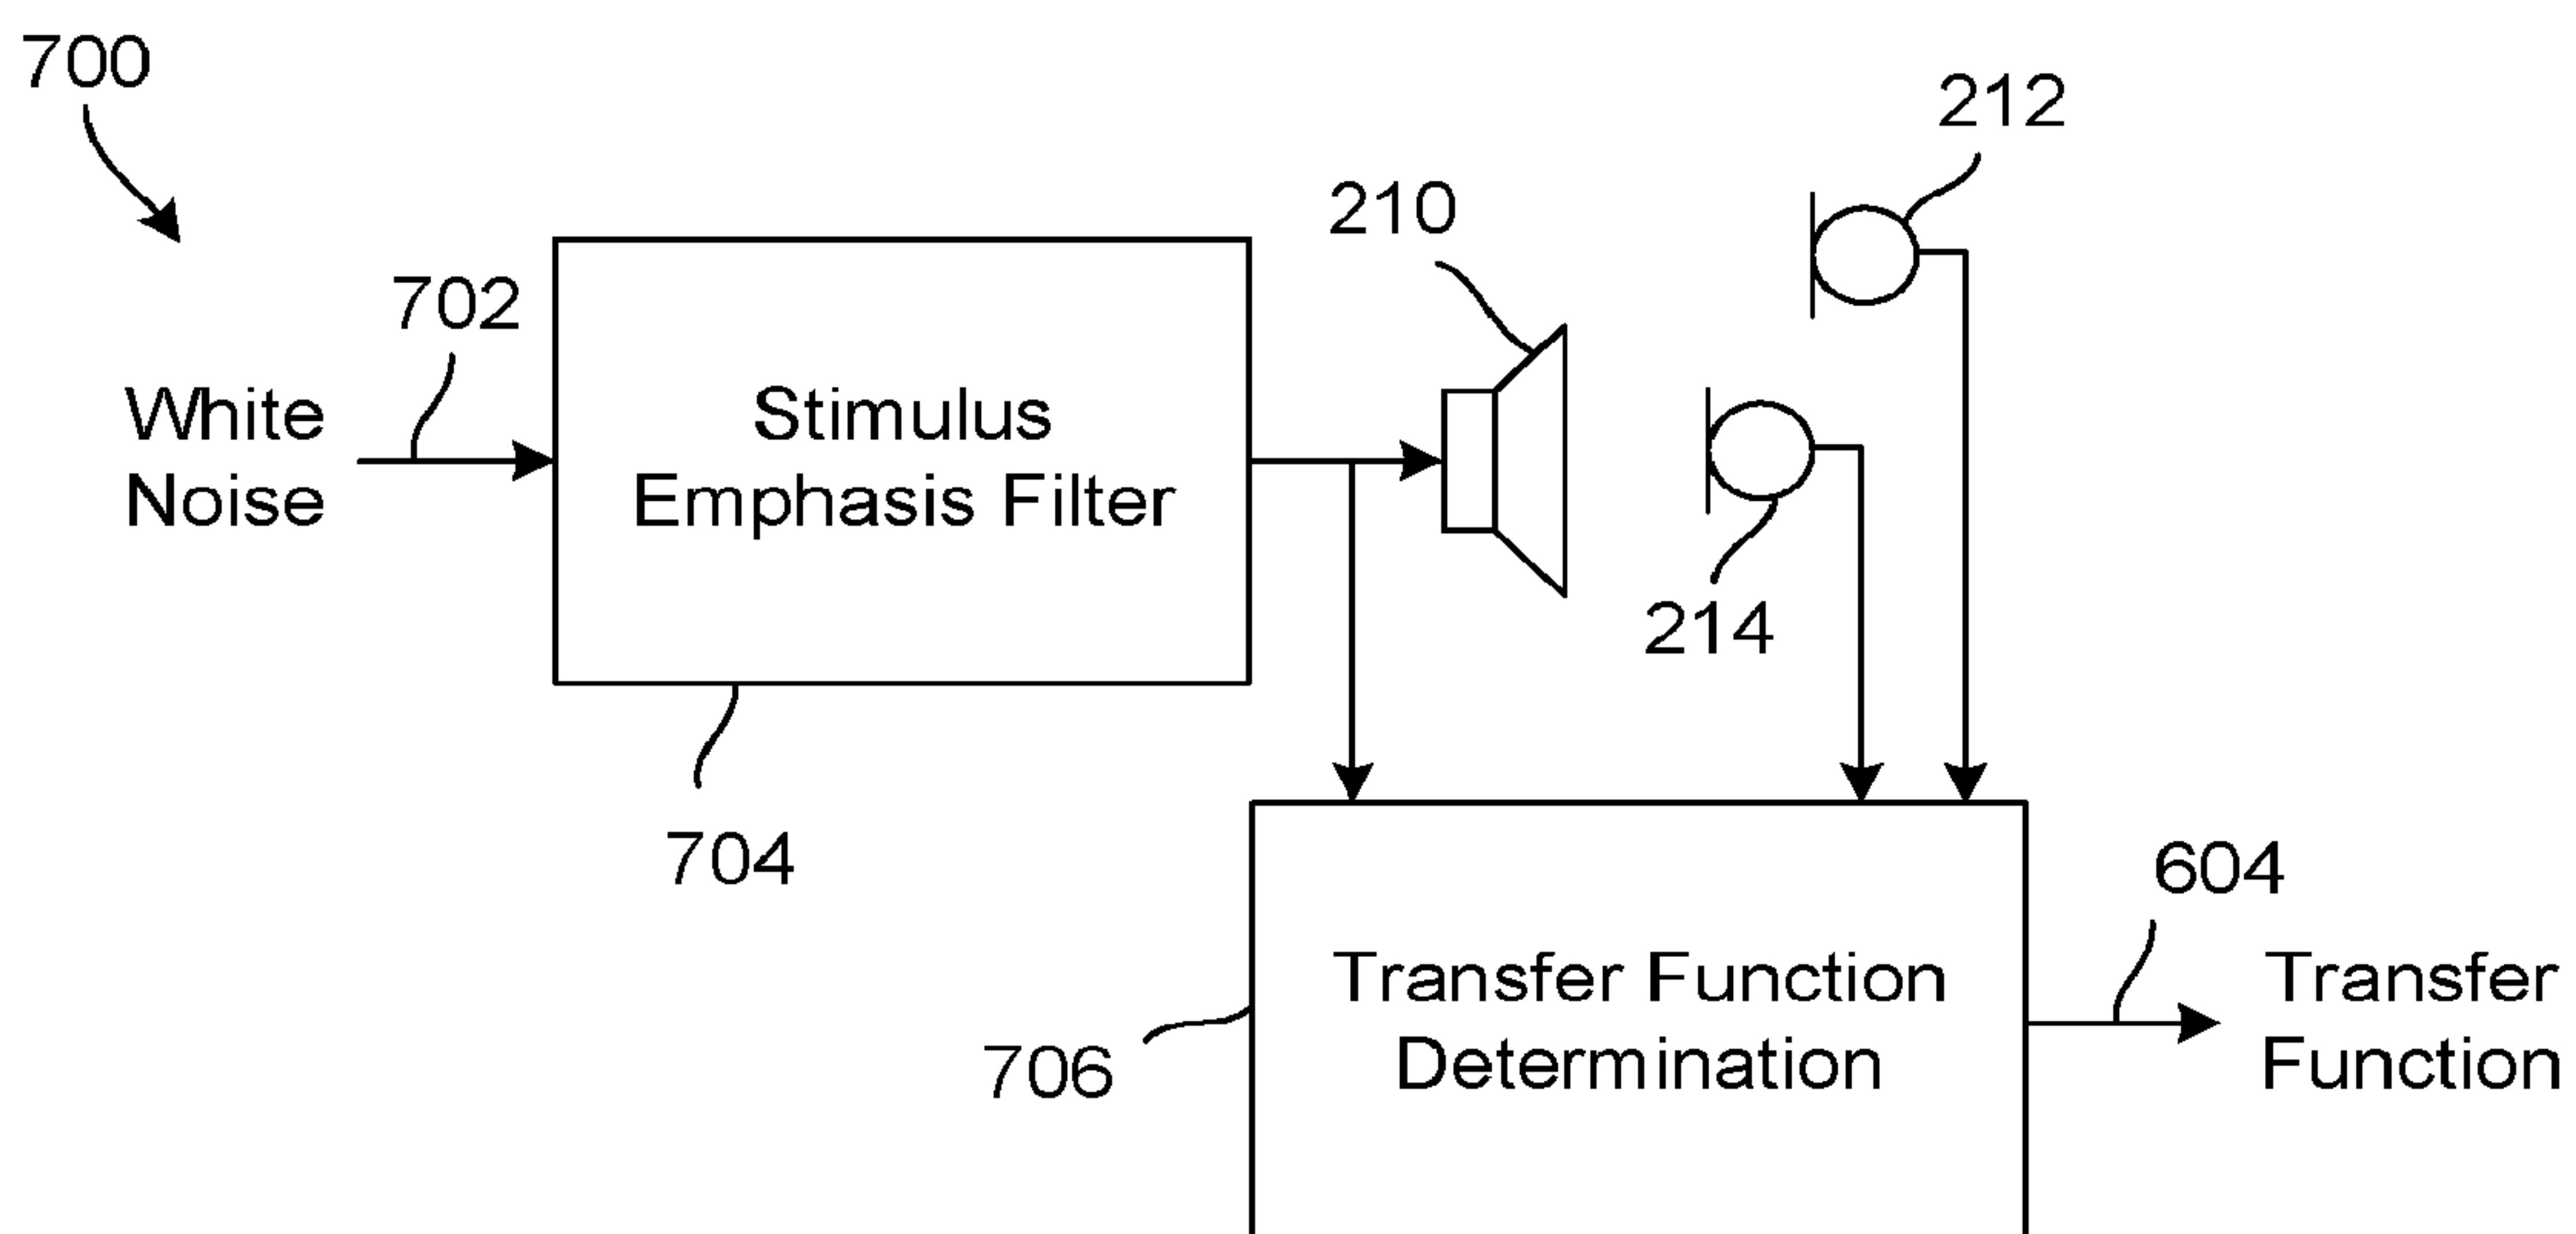 700
212
210
702
White
Noise
Stimulus
Emphasis Filter
214
704
604
706
Transfer Function
Determination
Transfer
Function